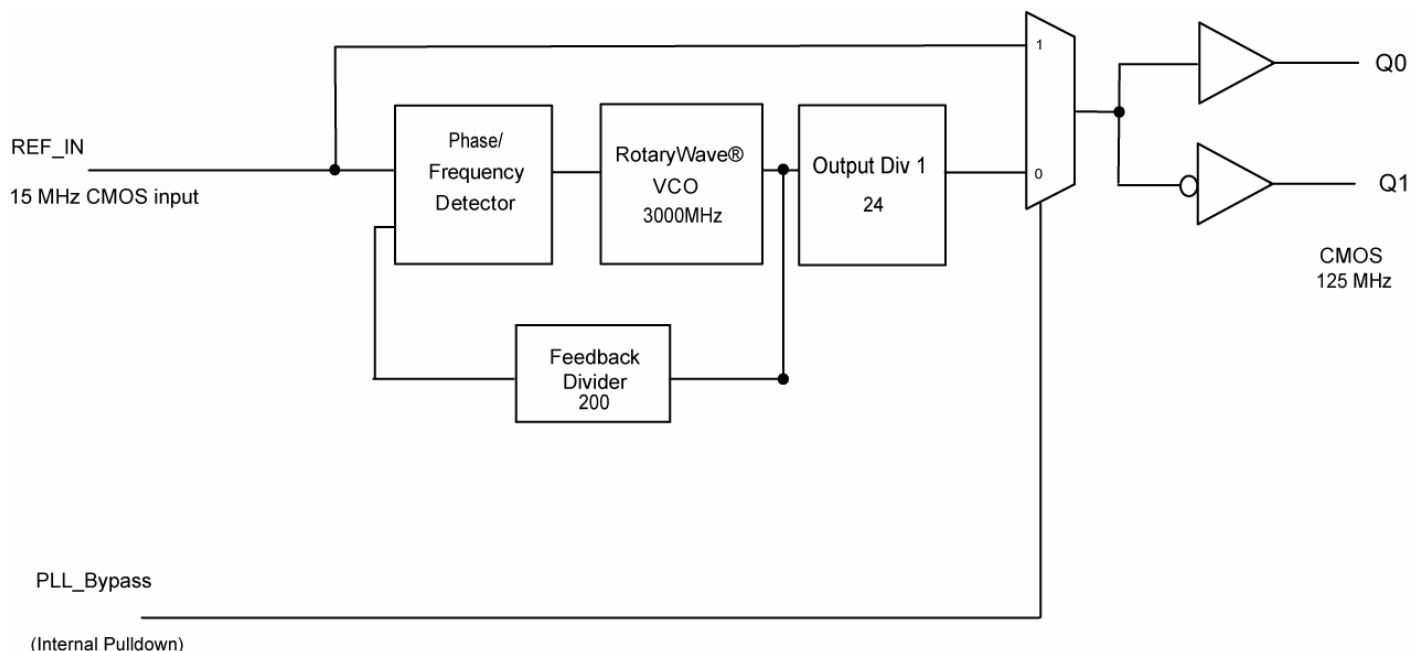 1
Q0
REF_IN
15 MHz CMOS input
Phase/
Frequency
Detector
RotaryWave®
VCO
3000MHz
Output Div 1
24
0
Q1
CMOS
125 MHz
Feedback
Divider
200
PLL_Bypass
(Internal Pulldown)